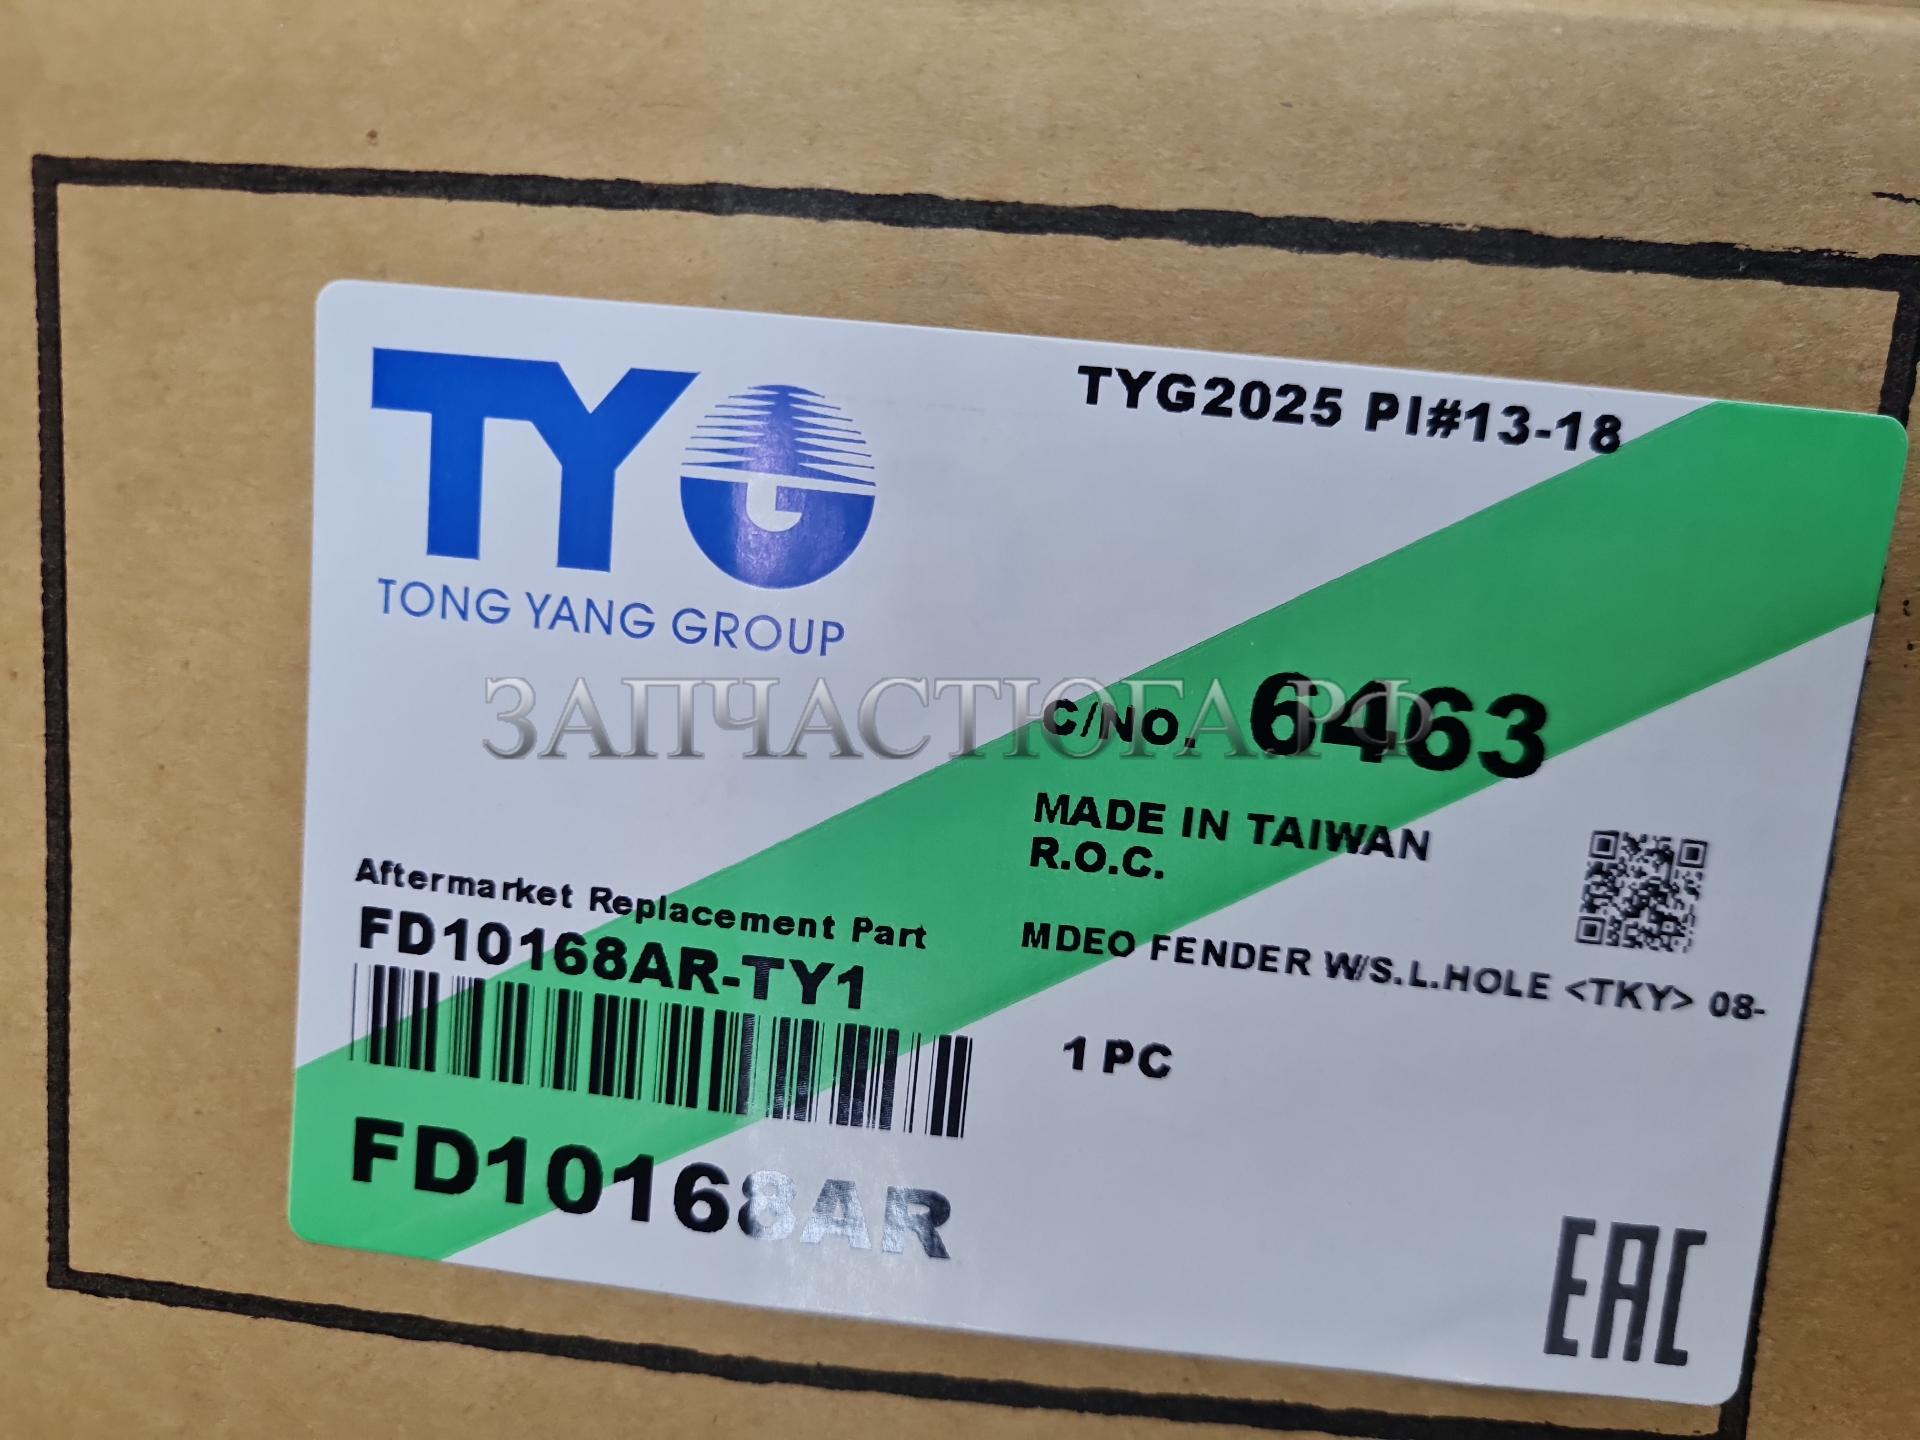 TYG
TONG YANG GROUP
TYG2025 PI#13-18
ЗАПЧАСТЮГА.РФ
C/NO. 6463
MADE IN TAIWAN
R.O.C.
Aftermarket Replacement Part
FD10168AR-TY1
MDEO FENDER W/S.L.HOLE <TKY> 08-
1 PC
FD10168AR
EAC